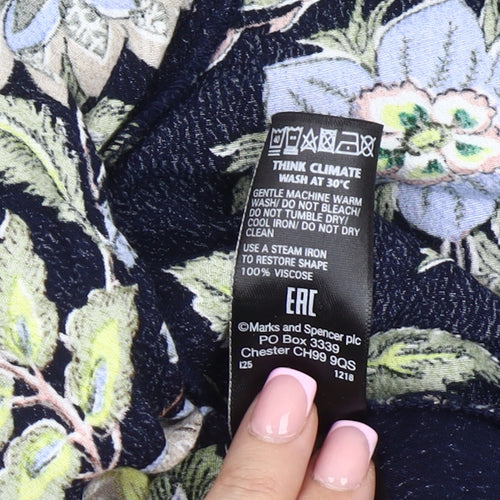 THINK CLIMATE
WASH AT 30°C
GENTLE MACHINE WARM
WASH/ DO NOT BLEACH/
DO NOT TUMBLE DRY/
COOL IRON/ DO NOT DRY
CLEAN
USE A STEAM IRON
TO RESTORE SHAPE
100% VISCOSE
EAC
©Marks and Spencer plc
PO Box 3339
Chester CH99 9QS
I25 1218